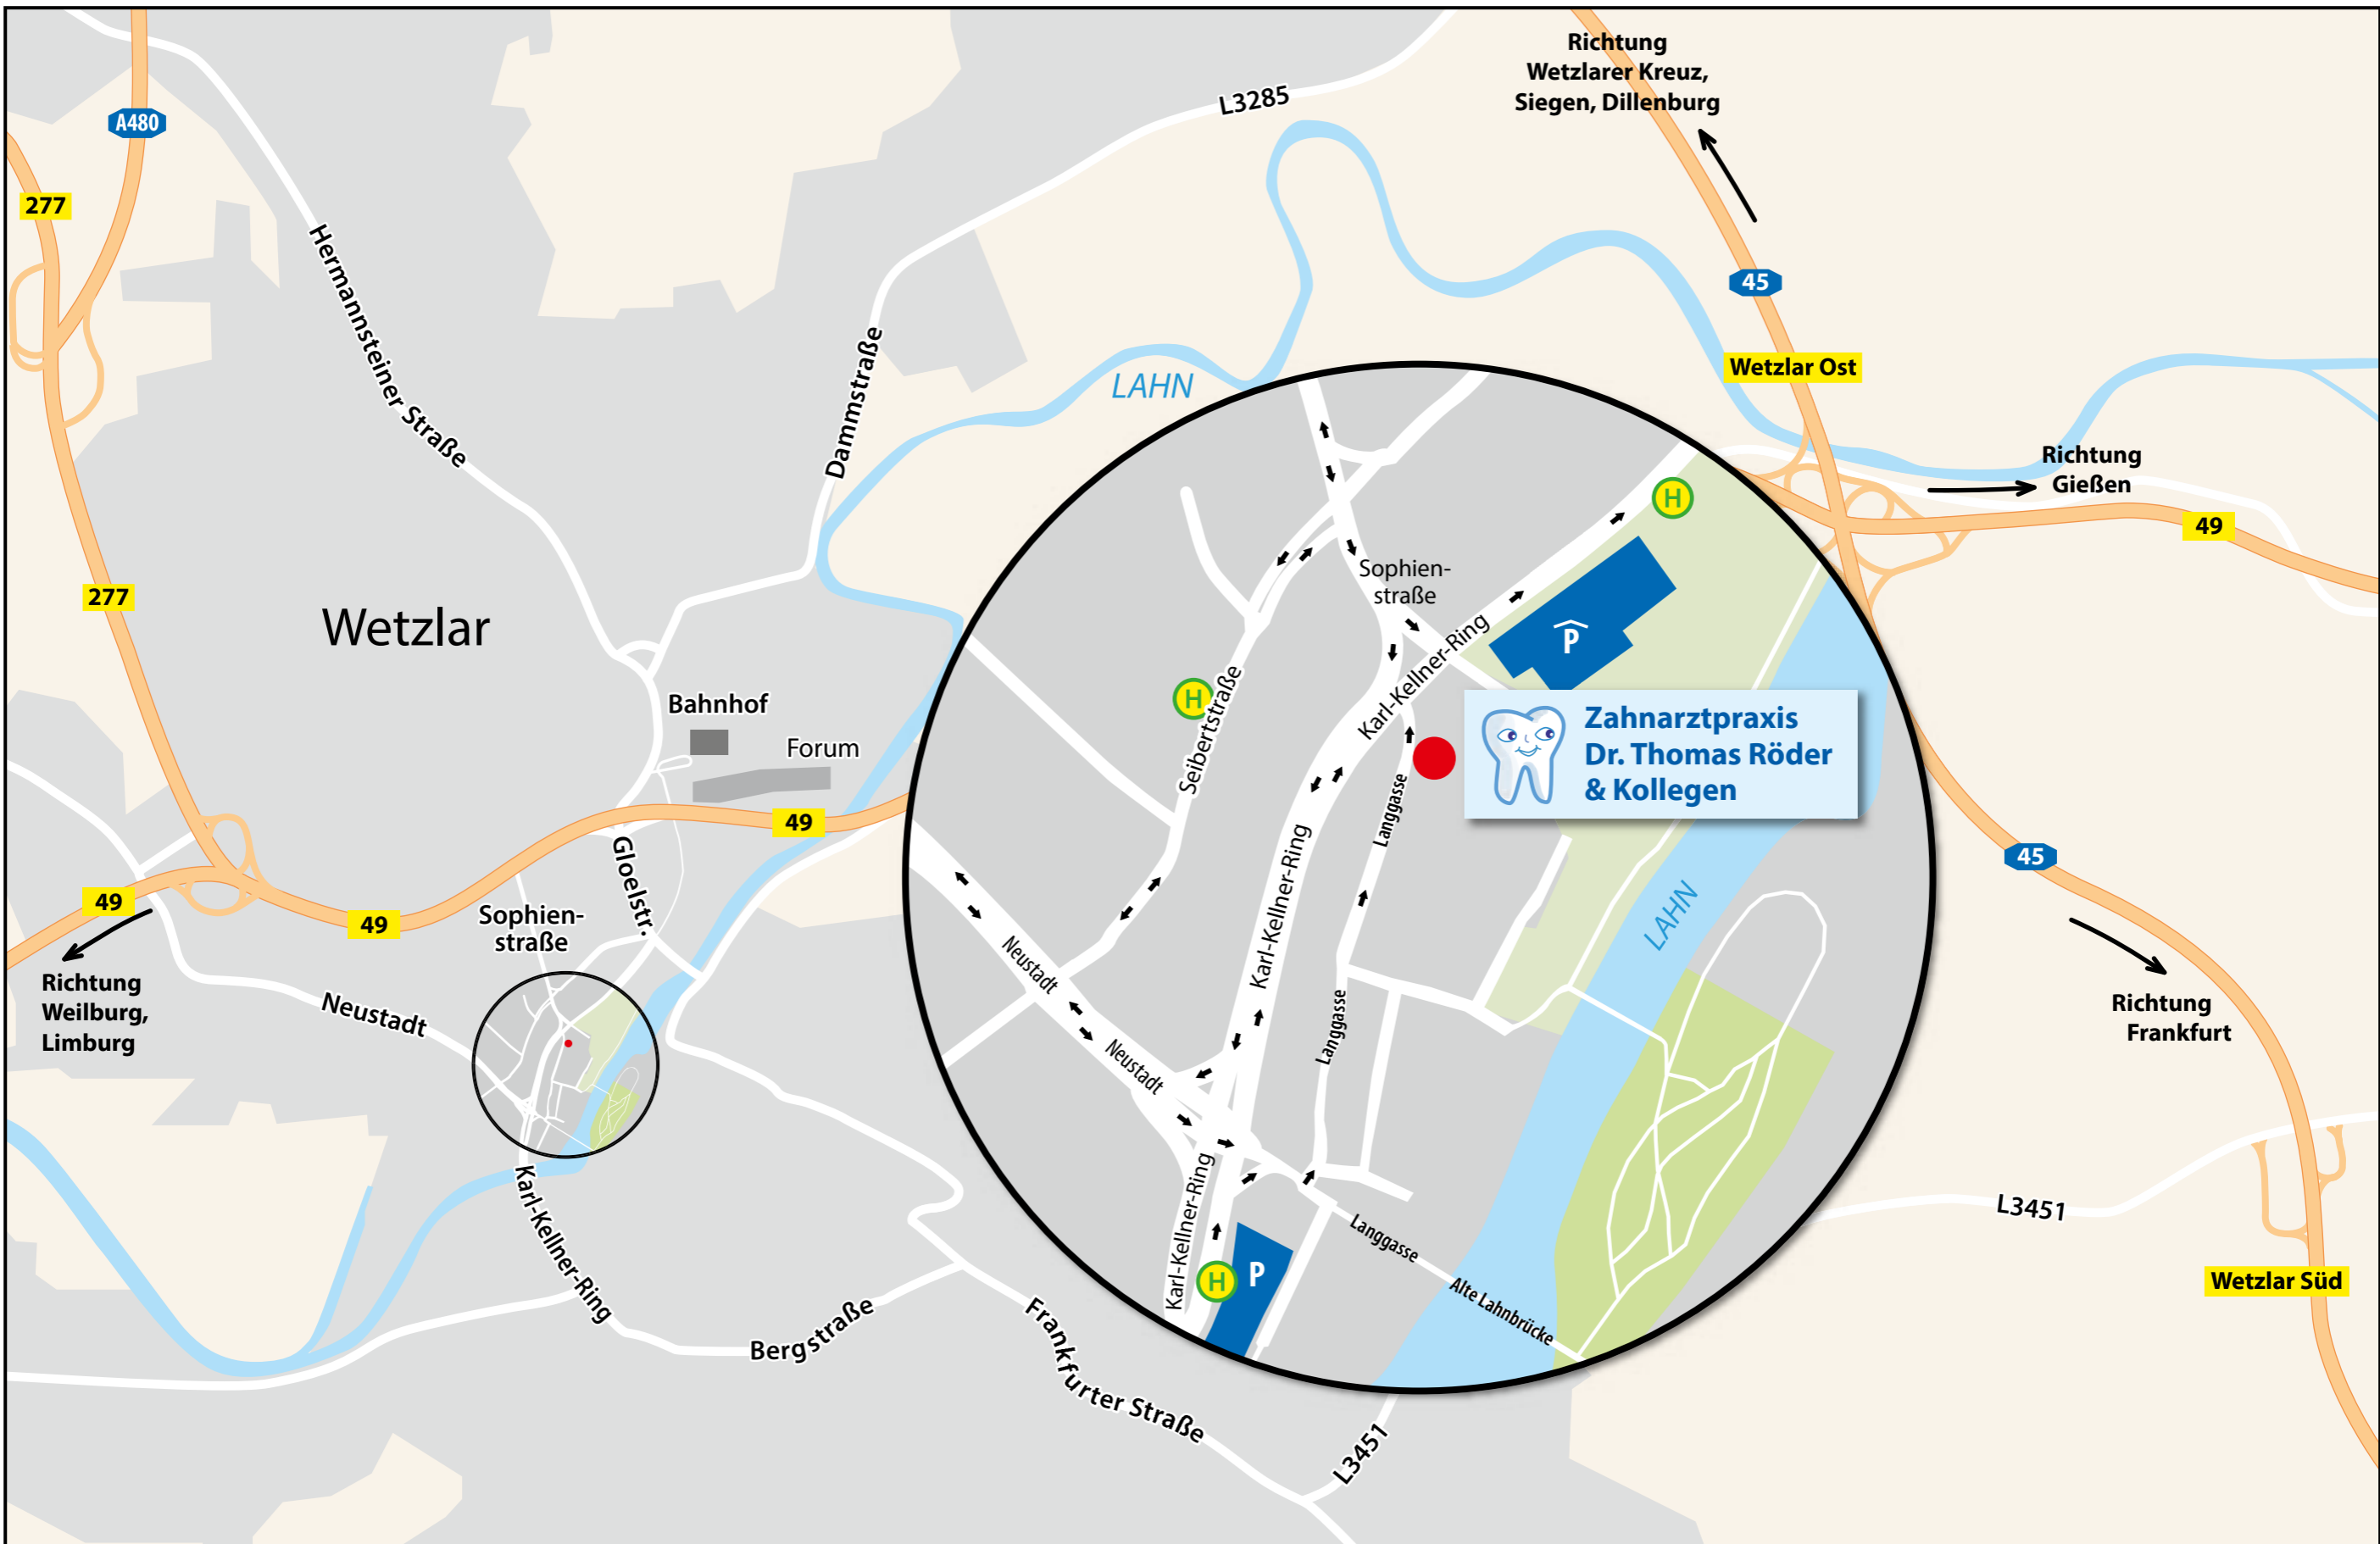 Richtung
Wetzlarer Kreuz,
Siegen, Dillenburg
L3285
A480
277
Hermannsteiner Straße
45
Dammstraße
LAHN
Wetzlar Ost
Richtung
Gießen
49
H
277
Wetzlar
Sophien-
straße
Karl-Kellner-Ring
P
H
Seibertstraße
Bahnhof
Forum
Zahnarztpraxis
Dr. Thomas Röder
& Kollegen
Langgasse
49
Gloelstr.
45
49
49
Sophien-
straße
Karl-Kellner-Ring
LAHN
Neustadt
Richtung
Weilburg,
Limburg
Neustadt
Langgasse
Richtung
Frankfurt
Neustadt
Karl-Kellner-Ring
Karl-Kellner-Ring
Langgasse
L3451
H
P
Alte Lahnbrücke
Wetzlar Süd
Bergstraße
Frankfurter Straße
L3451